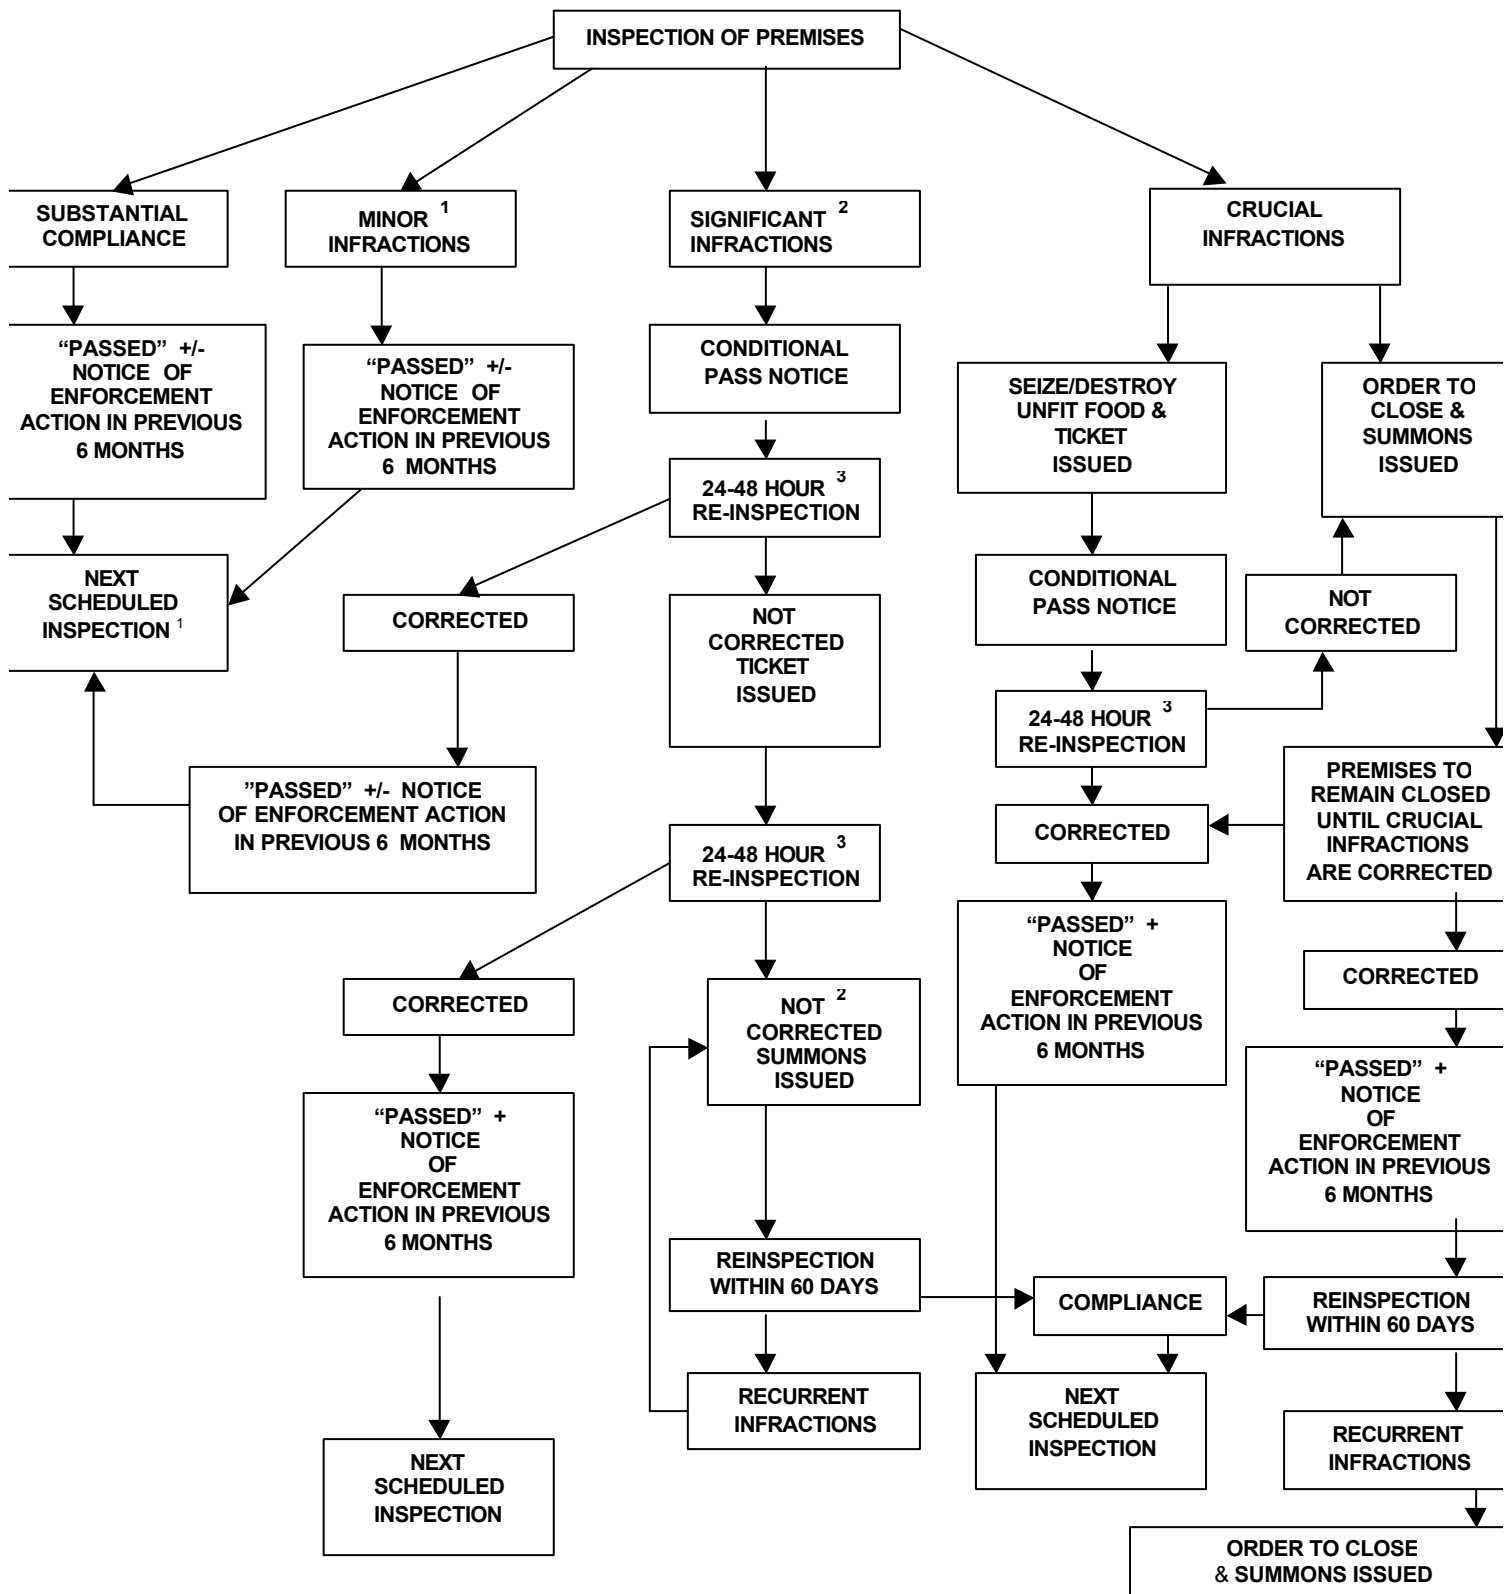 INSPECTION OF PREMISES
SUBSTANTIAL
COMPLIANCE
MINOR 1
INFRACTIONS
SIGNIFICANT 2
INFRACTIONS
CRUCIAL
INFRACTIONS
“PASSED” +/-
NOTICE OF
ENFORCEMENT
ACTION IN PREVIOUS
6 MONTHS
“PASSED” +/-
NOTICE OF
ENFORCEMENT
ACTION IN PREVIOUS
6 MONTHS
CONDITIONAL
PASS NOTICE
SEIZE/DESTROY
UNFIT FOOD &
TICKET
ISSUED
ORDER TO
CLOSE &
SUMMONS
ISSUED
24-48 HOUR 3
RE-INSPECTION
NEXT
SCHEDULED
INSPECTION 1
CORRECTED
NOT
CORRECTED
TICKET
ISSUED
CONDITIONAL
PASS NOTICE
NOT
CORRECTED
24-48 HOUR 3
RE-INSPECTION
”PASSED” +/- NOTICE
OF ENFORCEMENT ACTION
IN PREVIOUS 6 MONTHS
PREMISES TO
REMAIN CLOSED
UNTIL CRUCIAL
INFRACTIONS
ARE CORRECTED
CORRECTED
24-48 HOUR 3
RE-INSPECTION
“PASSED” +
NOTICE
OF
ENFORCEMENT
ACTION IN PREVIOUS
6 MONTHS
CORRECTED
CORRECTED
NOT 2
CORRECTED
SUMMONS
ISSUED
“PASSED” +
NOTICE
OF
ENFORCEMENT
ACTION IN PREVIOUS
6 MONTHS
“PASSED” +
NOTICE
OF
ENFORCEMENT
ACTION IN PREVIOUS
6 MONTHS
REINSPECTION
WITHIN 60 DAYS
COMPLIANCE
REINSPECTION
WITHIN 60 DAYS
RECURRENT
INFRACTIONS
NEXT
SCHEDULED
INSPECTION
RECURRENT
INFRACTIONS
NEXT
SCHEDULED
INSPECTION
ORDER TO CLOSE
& SUMMONS ISSUED